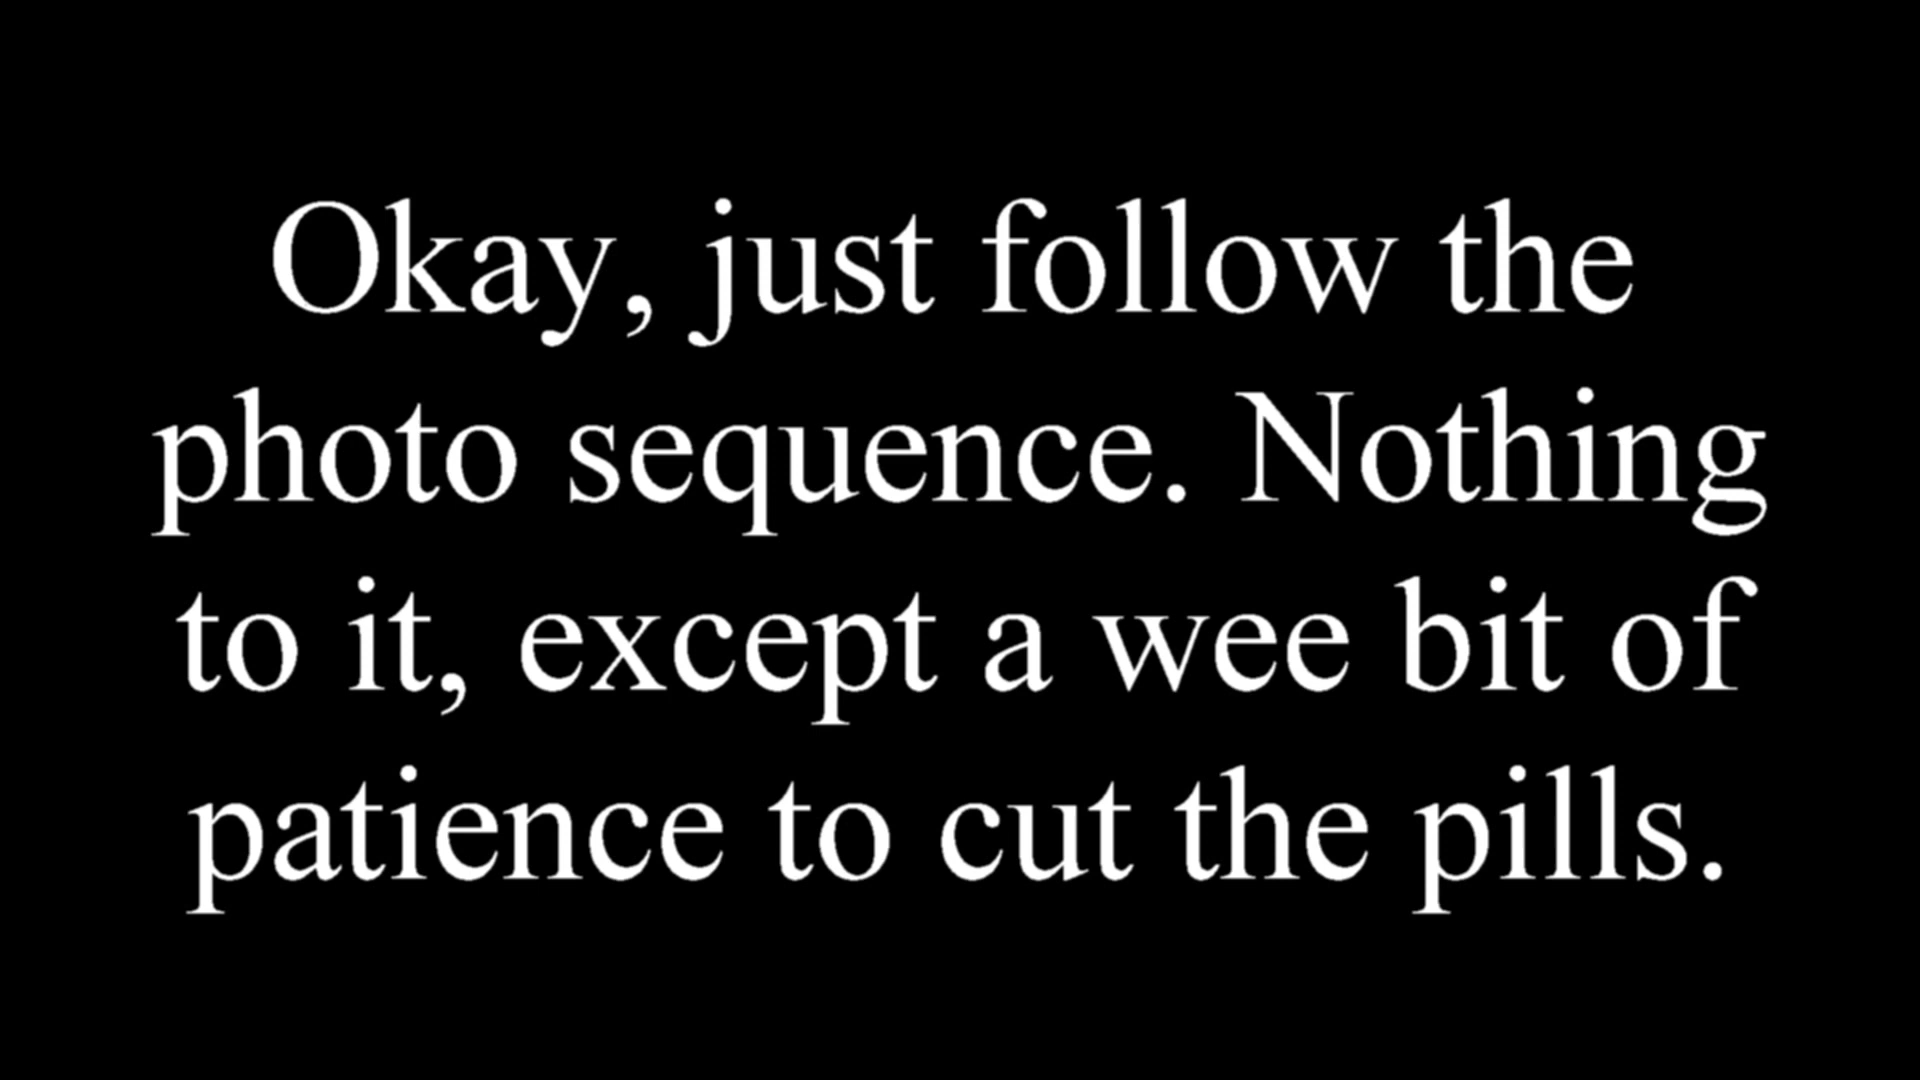 Okay, just follow the
photo sequence. Nothing
to it, except a wee bit of
patience to cut the pills.